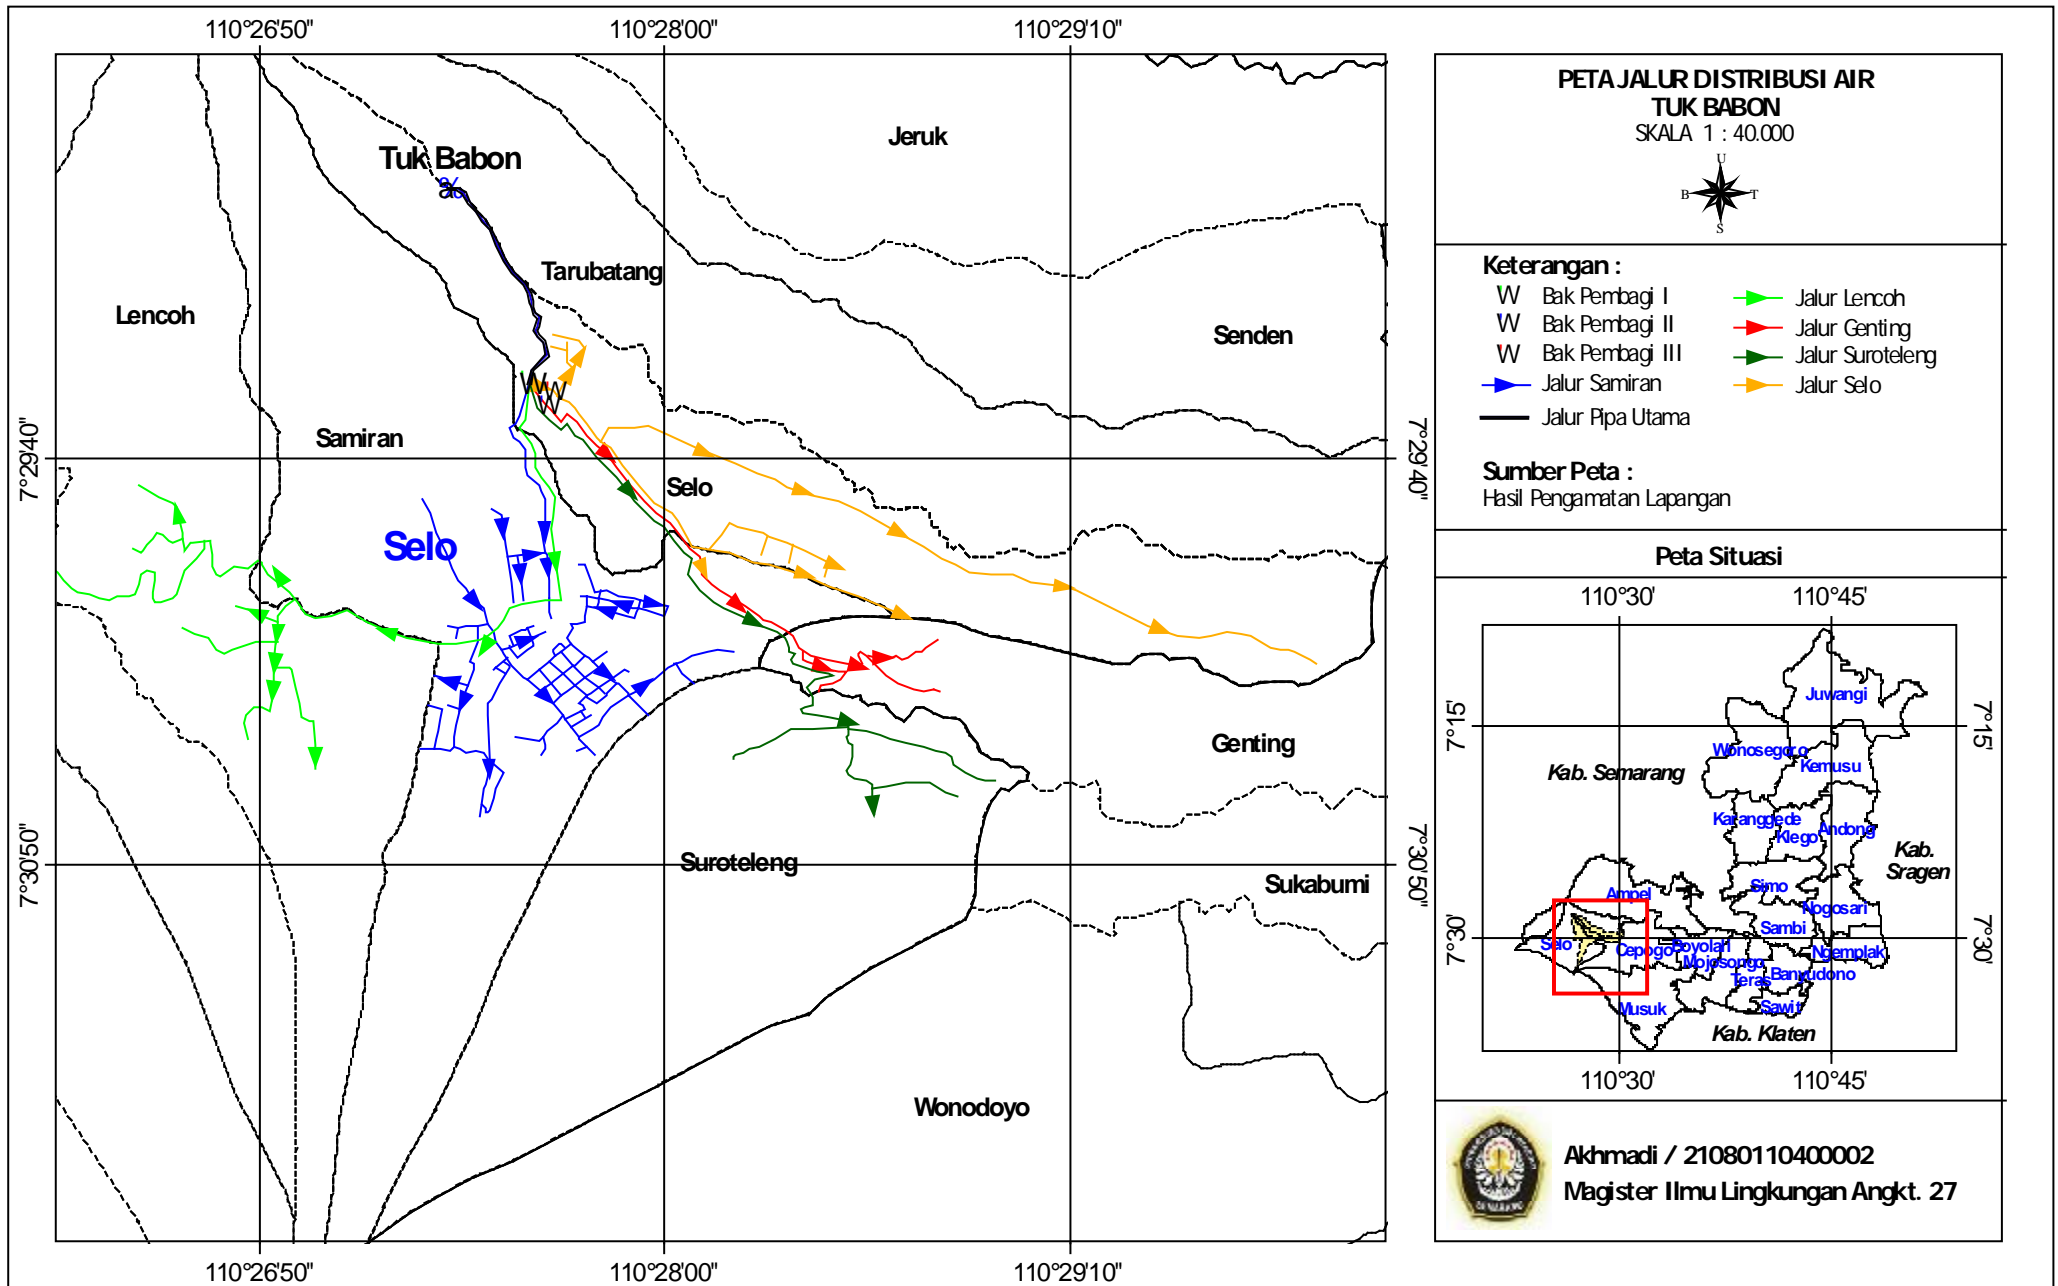 110°26'50"
110°28'00"
110°29'10"
Jeruk
Tuk Babon
Tarubatang
Lencoh
Senden
Samiran
7°29'40"
7°29'40"
Selo
Selo
Genting
7°30'50"
7°30'50"
Suroteleng
Sukabumi
Wonodoyo
110°26'50"
110°28'00"
110°29'10"
PETA JALUR DISTRIBUSI AIR
TUK BABON
SKALA 1 : 40.000
U
B
T
S
Keterangan :
W Bak Pembagi I
W Bak Pembagi II
W Bak Pembagi III
Jalur Samiran
Jalur Pipa Utama
Jalur Lencoh
Jalur Genting
Jalur Suroteleng
Jalur Selo
Sumber Peta :
Hasil Pengamatan Lapangan
Peta Situasi
110°30'
110°45'
Juwangi
7°15'
7°15'
Wonosegoro
Kemusu
Kab. Semarang
Karanggede
Klego
Andong
Kab.
Sragen
Ampel
Simo
Nogosari
Sambi
7°30'
7°30'
Selo
Cepogo
Boyolali
Mojosongo
Ngemplak
Teras
Banyudono
Musuk
Sawit
Kab. Klaten
110°30'
110°45'
Akhmadi / 21080110400002
Magister Ilmu Lingkungan Angkt. 27